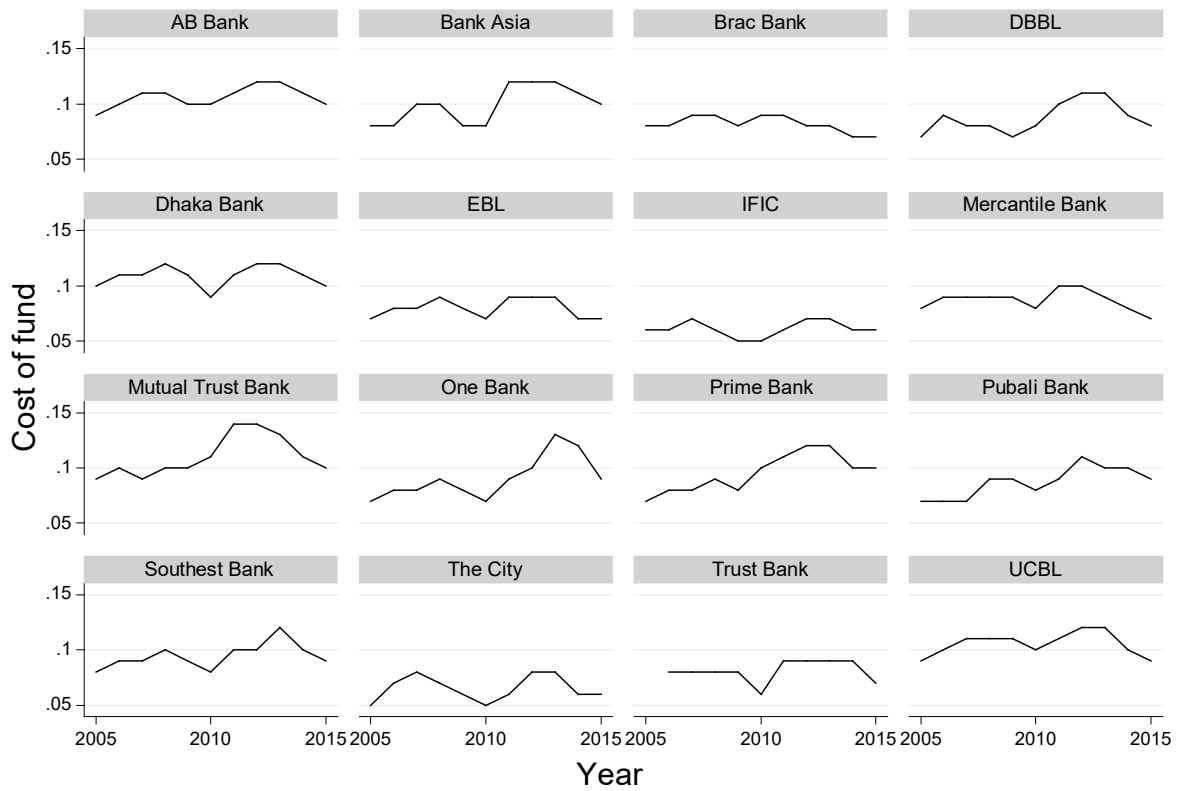 AB Bank Bank Asia Brac Bank DBBL
.15
.1
.05
Dhaka Bank EBL IFIC Mercantile Bank
.15
.1
.05
Mutual Trust Bank One Bank Prime Bank Pubali Bank
.15
.1
.05
Southest Bank The City Trust Bank UCBL
.15
.1
.05
2005 2010 2015 2005 2010 2015 2005 2010 2015 2005 2010 2015
Cost of fund
Year